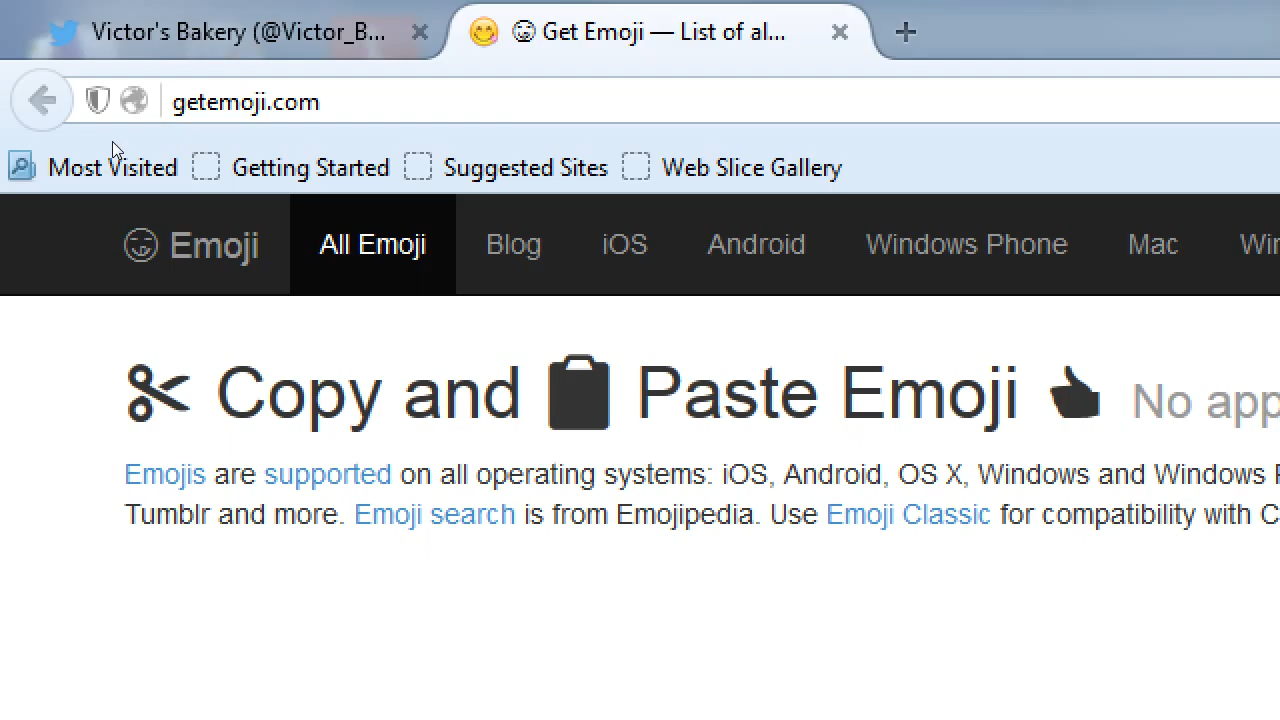 Victor's Bakery (@Victor_B...
Get Emoji — List of al...
getemoji.com
Most Visited Getting Started Suggested Sites Web Slice Gallery
Emoji All Emoji Blog iOS Android Windows Phone Mac
Copy and Paste Emoji No
Emojis are supported on all operating systems: iOS, Android, OS X, Windows and Windows
Tumblr and more. Emoji search is from Emojipedia. Use Emoji Classic for compatibility with